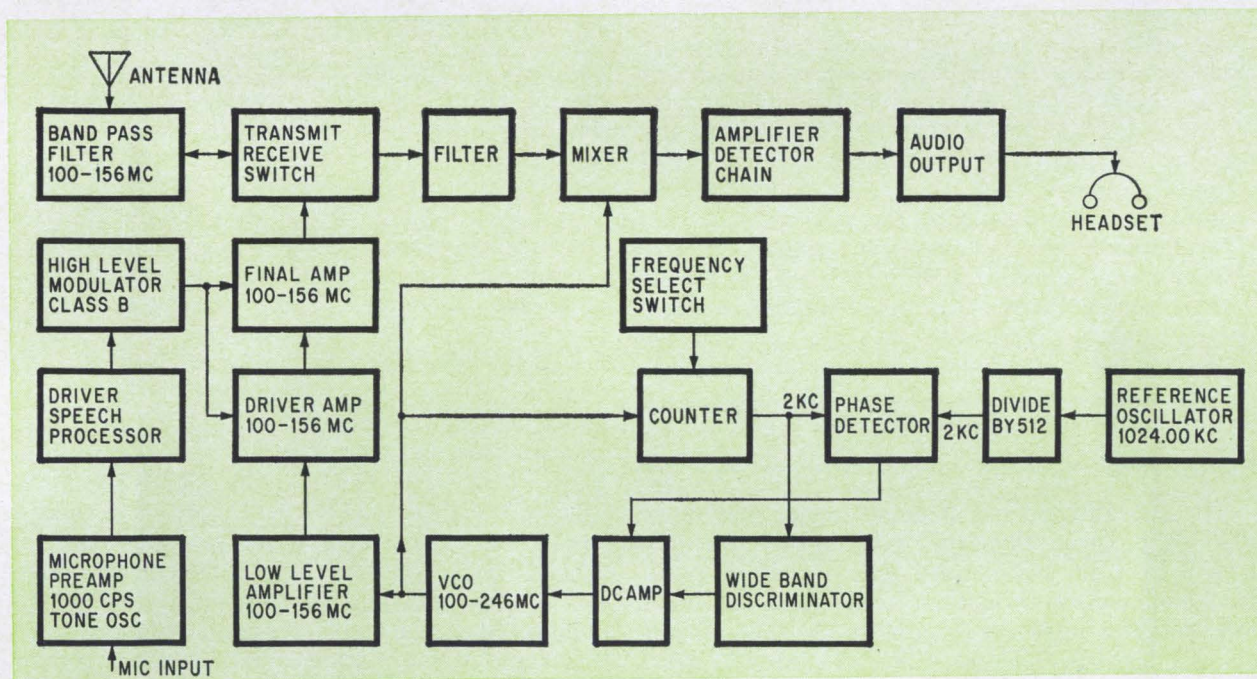 ANTENNA
BAND PASS
FILTER
100-156 MC
TRANSMIT
RECEIVE
SWITCH
FILTER
MIXER
AMPLIFIER
DETECTOR
CHAIN
AUDIO
OUTPUT
HEADSET
HIGH LEVEL
MODULATOR
CLASS B
FINAL AMP
100-156 MC
FREQUENCY
SELECT
SWITCH
DRIVER
SPEECH
PROCESSOR
DRIVER AMP
100-156 MC
COUNTER
2KC
PHASE
DETECTOR
2KC
DIVIDE
BY 512
REFERENCE
OSCILLATOR
1024.00 KC
MICROPHONE
PREAMP
1000 CPS
TONE OSC
LOW LEVEL
AMPLIFIER
100-156 MC
VCO
100-246MC
DC AMP
WIDE BAND
DISCRIMINATOR
MIC INPUT